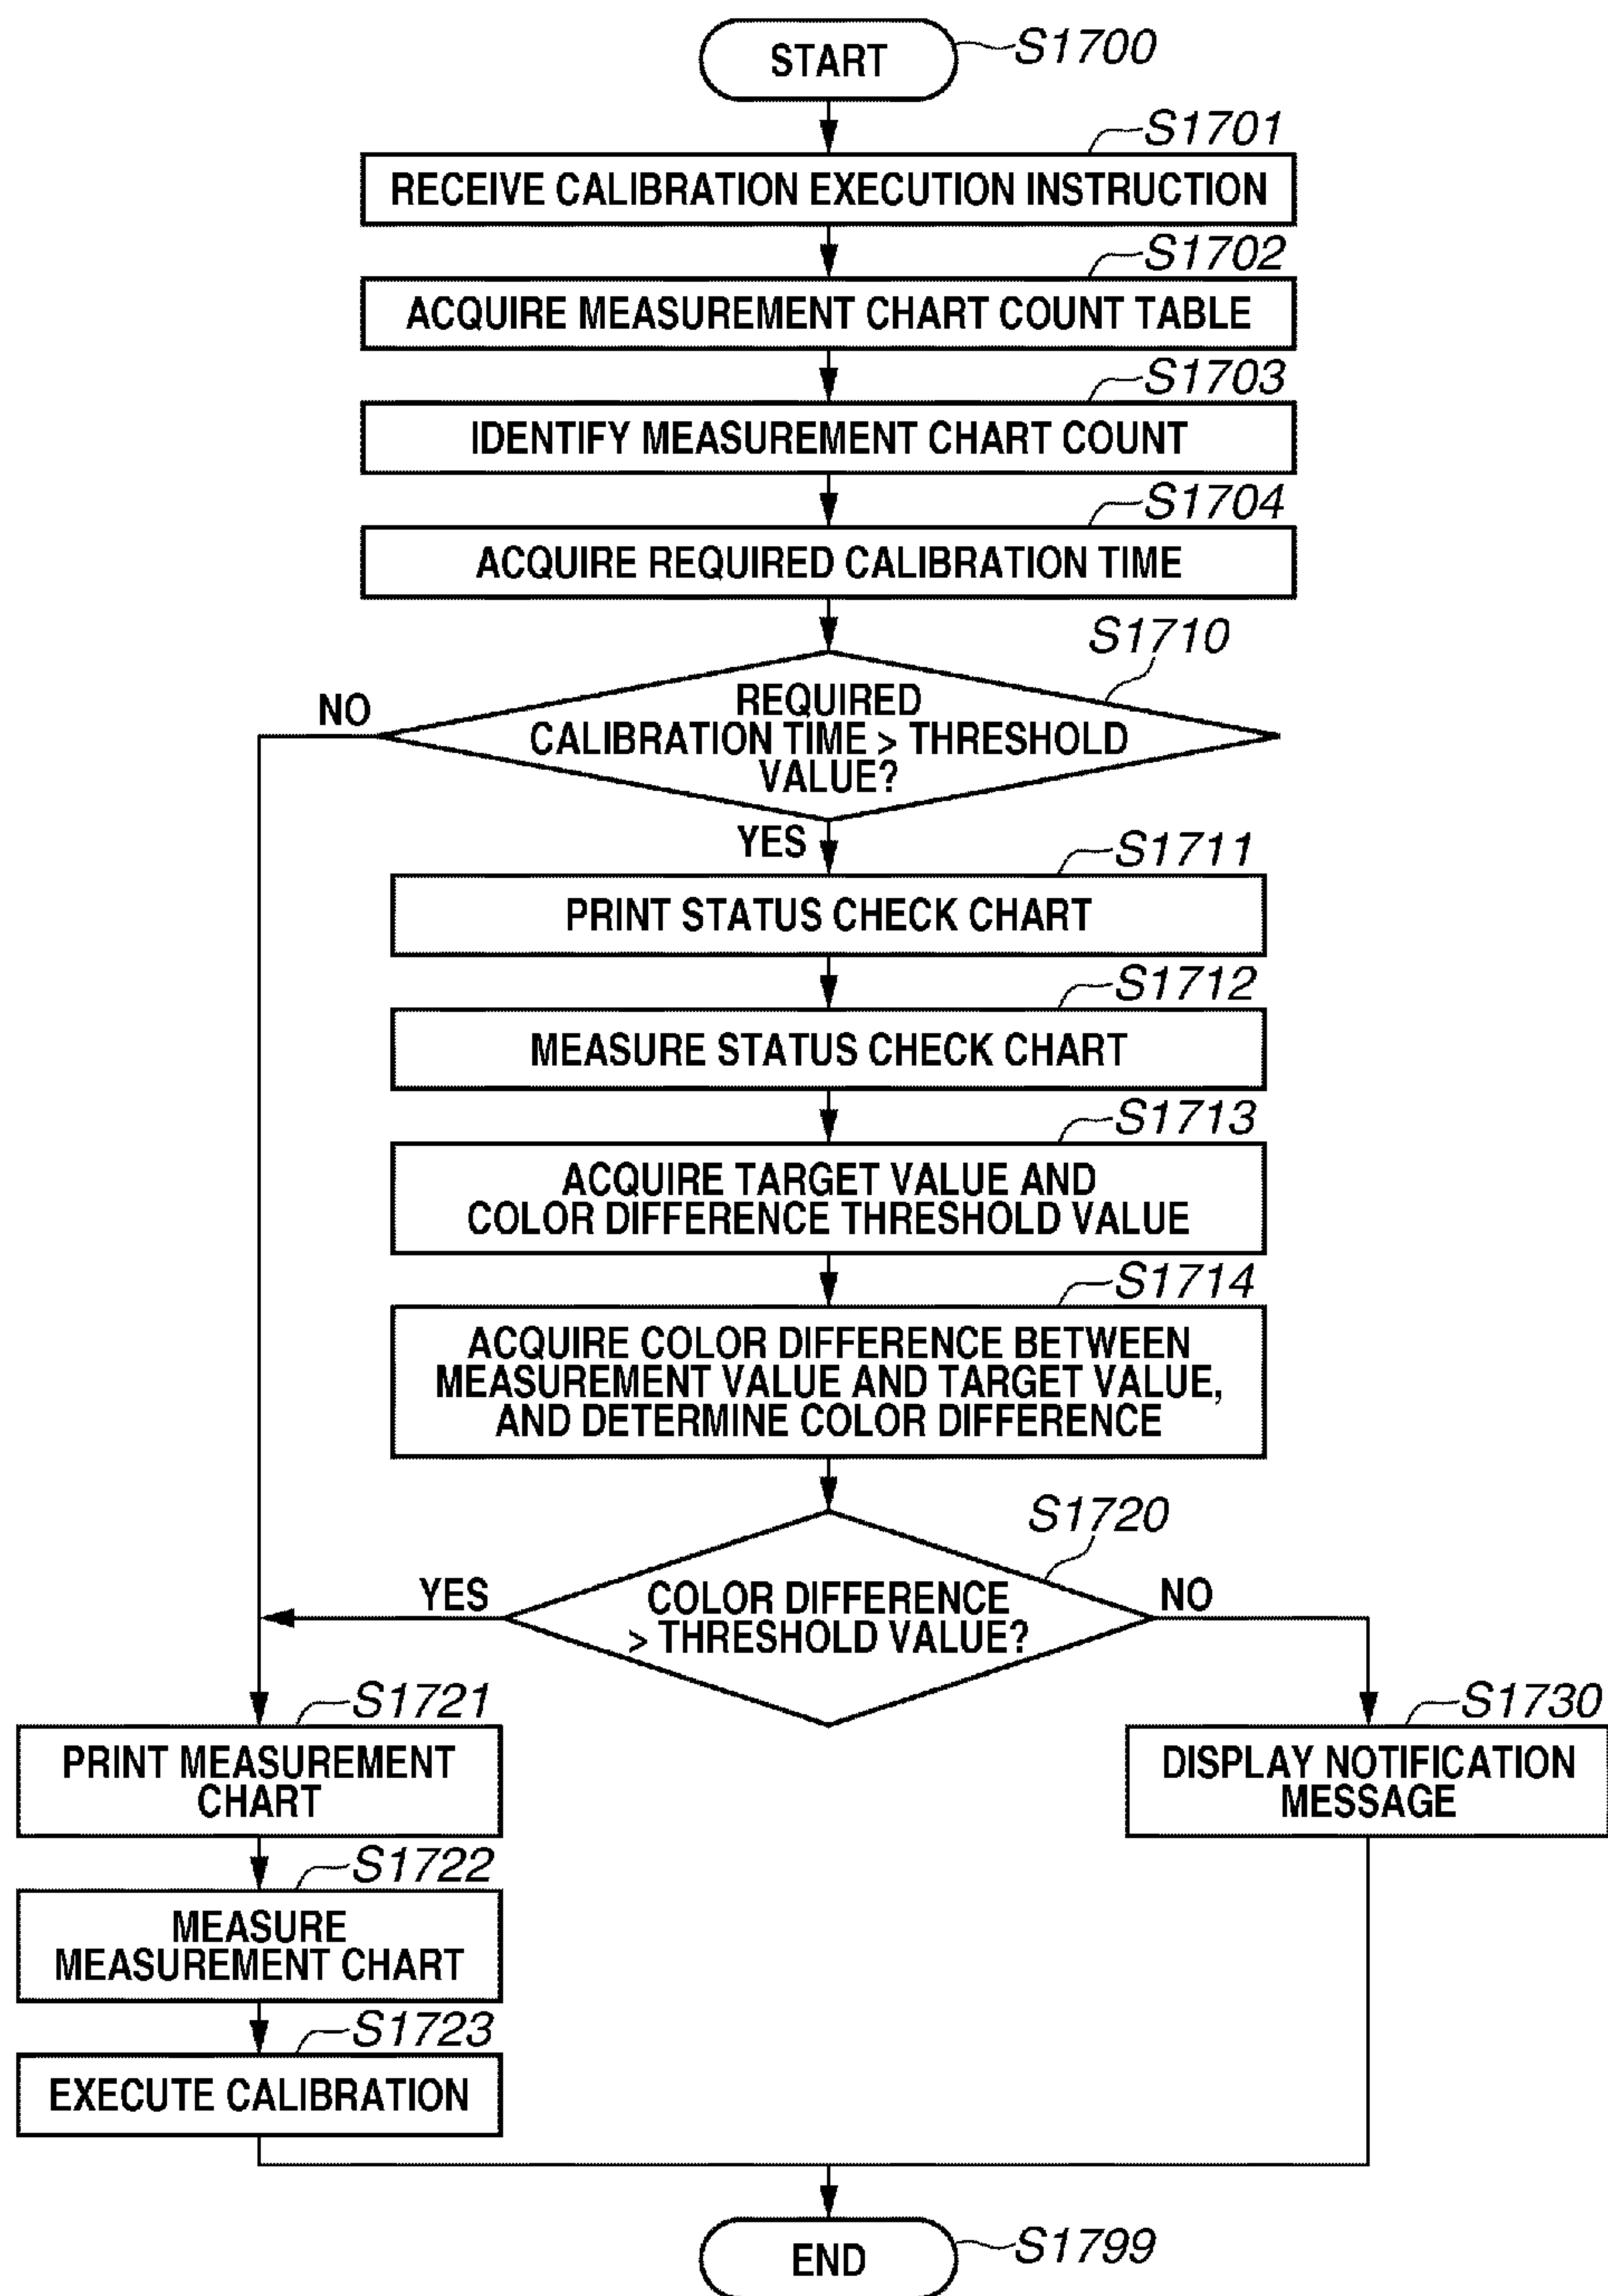 START
S1700
S1701
RECEIVE CALIBRATION EXECUTION INSTRUCTION
S1702
ACQUIRE MEASUREMENT CHART COUNT TABLE
S1703
IDENTIFY MEASUREMENT CHART COUNT
S1704
ACQUIRE REQUIRED CALIBRATION TIME
S1710
REQUIRED
CALIBRATION TIME > THRESHOLD
VALUE?
NO
YES
S1711
PRINT STATUS CHECK CHART
S1712
MEASURE STATUS CHECK CHART
S1713
ACQUIRE TARGET VALUE AND
COLOR DIFFERENCE THRESHOLD VALUE
S1714
ACQUIRE COLOR DIFFERENCE BETWEEN
MEASUREMENT VALUE AND TARGET VALUE,
AND DETERMINE COLOR DIFFERENCE
S1720
COLOR DIFFERENCE
> THRESHOLD VALUE?
YES
NO
S1721
PRINT MEASUREMENT
CHART
S1722
MEASURE
MEASUREMENT CHART
S1723
EXECUTE CALIBRATION
S1730
DISPLAY NOTIFICATION
MESSAGE
END
S1799